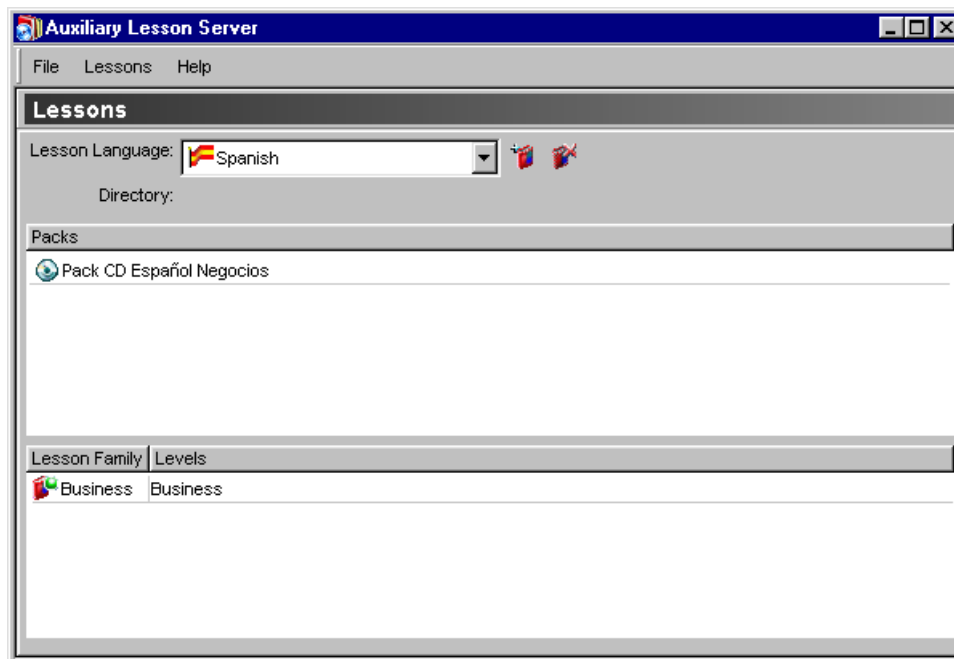 Auxiliary Lesson Server
File Lessons Help
Lessons
Lesson Language: Spanish
Directory:
Packs
Pack CD Español Negocios
Lesson Family Levels
Business Business